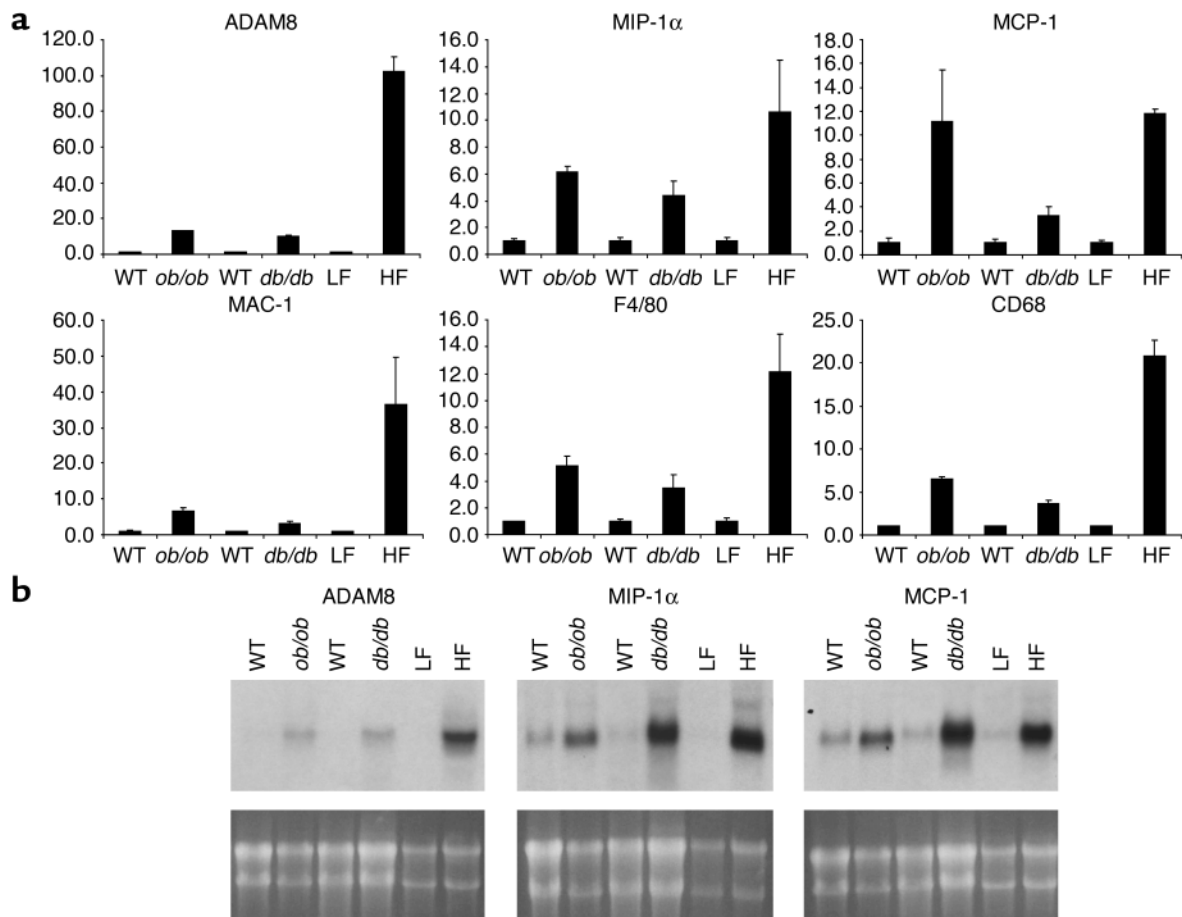 a
ADAM8
120.0
100.0
80.0
60.0
40.0
20.0
0.0
WT ob/ob WT db/db LF HF
MIP-1α
16.0
14.0
12.0
10.0
8.0
6.0
4.0
2.0
0.0
WT ob/ob WT db/db LF HF
MCP-1
18.0
16.0
14.0
12.0
10.0
8.0
6.0
4.0
2.0
0.0
WT ob/ob WT db/db LF HF
MAC-1
60.0
50.0
40.0
30.0
20.0
10.0
0.0
WT ob/ob WT db/db LF HF
F4/80
16.0
14.0
12.0
10.0
8.0
6.0
4.0
2.0
0.0
WT ob/ob WT db/db LF HF
CD68
25.0
20.0
15.0
10.0
5.0
0.0
WT ob/ob WT db/db LF HF
b
ADAM8
WT ob/ob WT db/db LF HF
MIP-1α
WT ob/ob WT db/db LF HF
MCP-1
WT ob/ob WT db/db LF HF